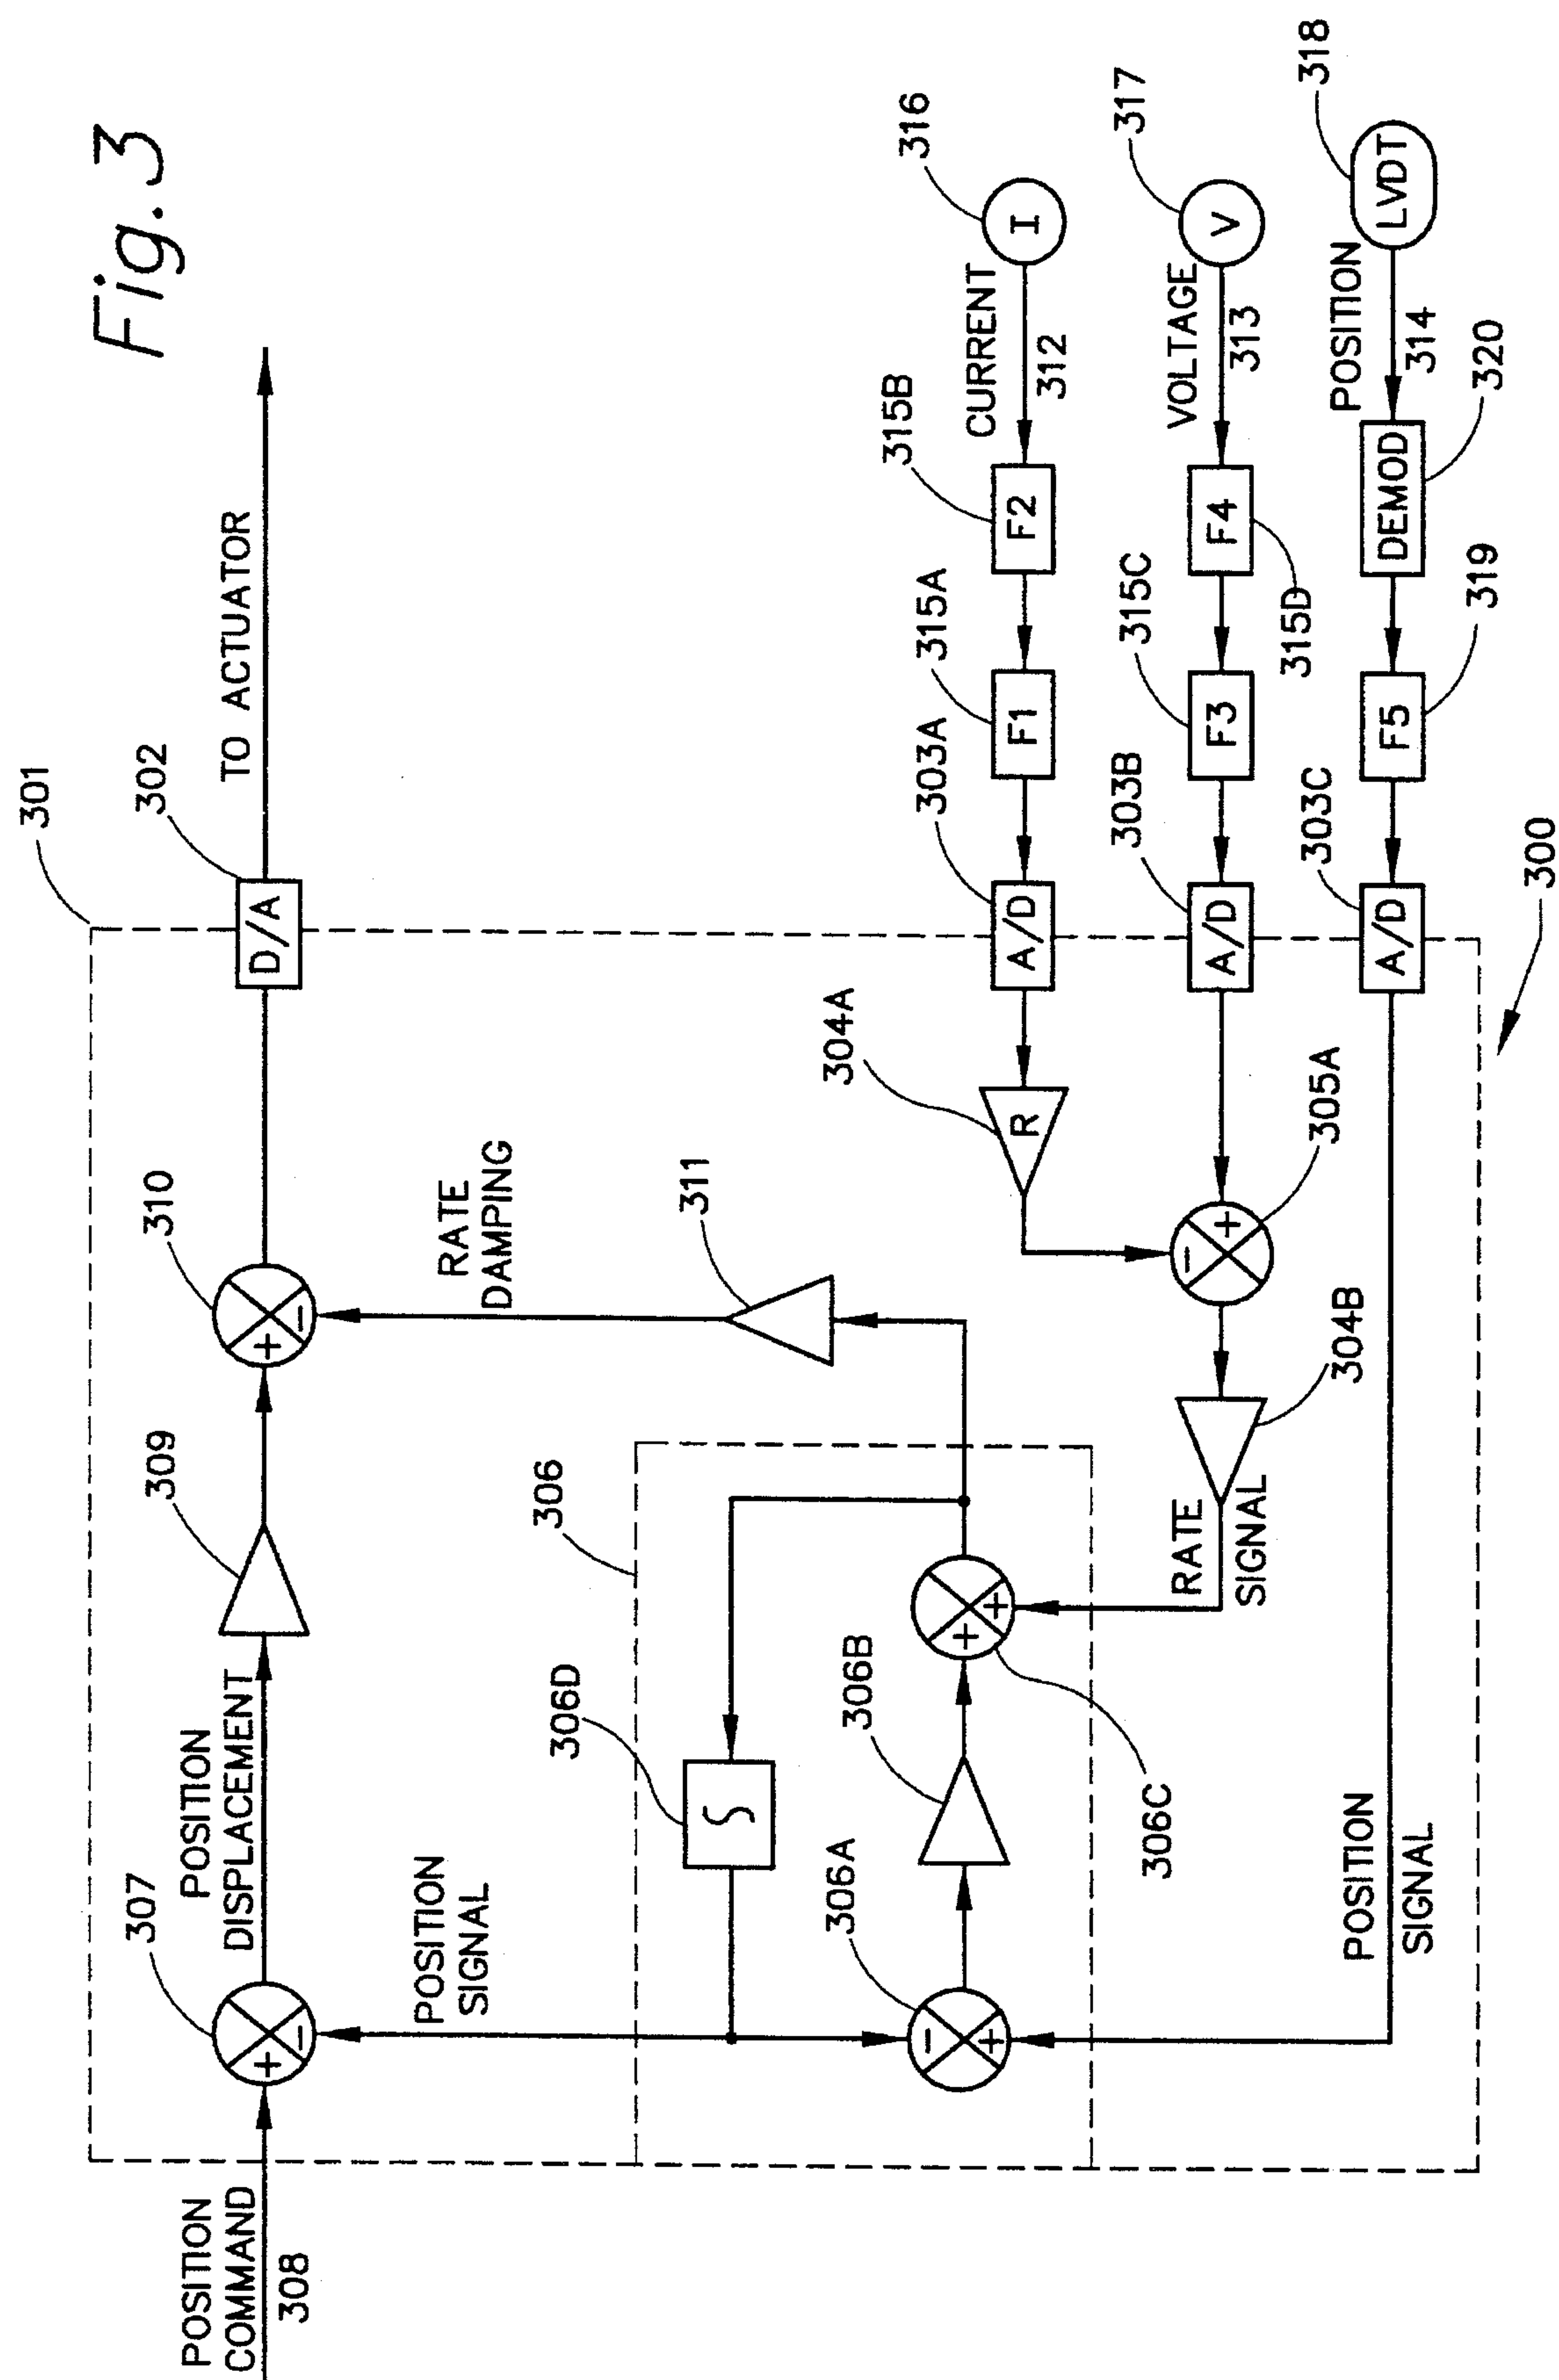 Fig. 3
POSITION
COMMAND
308
307
POSITION
DISPLACEMENT
309
310
301
302
D/A
TO ACTUATOR
+
−
+
−
POSITION
SIGNAL
RATE
DAMPING
311
306
306D
∫
306A
−
+
306B
306C
+
+
RATE
SIGNAL
304B
305A
−
+
304A
R
303A
A/D
315A
F1
315B
F2
CURRENT
312
316
I
303B
A/D
315C
F3
315D
F4
VOLTAGE
313
317
V
POSITION
SIGNAL
303C
A/D
319
F5
320
DEMOD
POSITION
314
318
LVDT
300